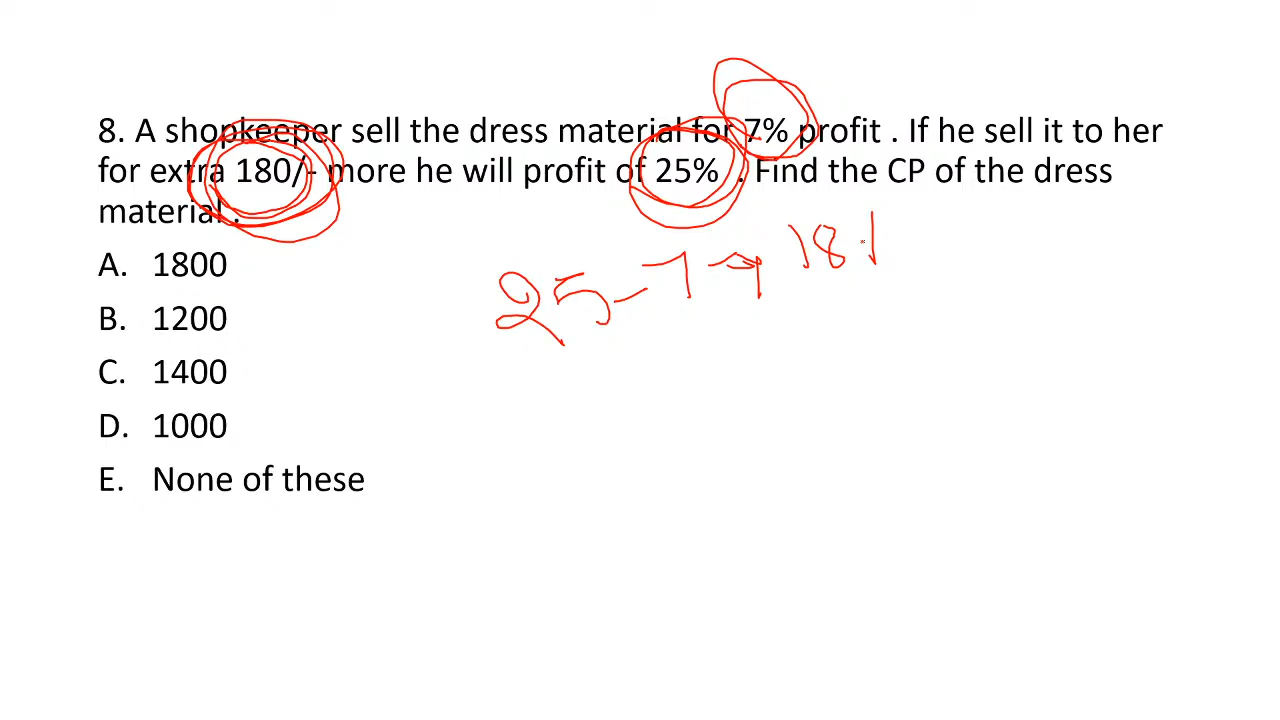 8. A shopkeeper sell the dress material for 7% profit . If he sell it to her
for extra 180/- more he will profit of 25% . Find the CP of the dress
material .
A. 1800
B. 1200
C. 1400
D. 1000
E. None of these
25-7→ 18%